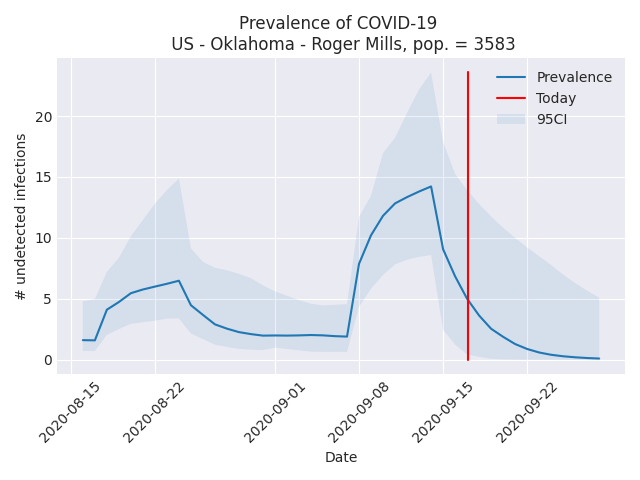 Prevalence of COVID-19
US - Oklahoma - Roger Mills, pop. = 3583
# undetected infections
20
15
10
5
0
Prevalence
Today
95CI
2020-08-15
2020-08-22
2020-09-01
2020-09-08
2020-09-15
2020-09-22
Date